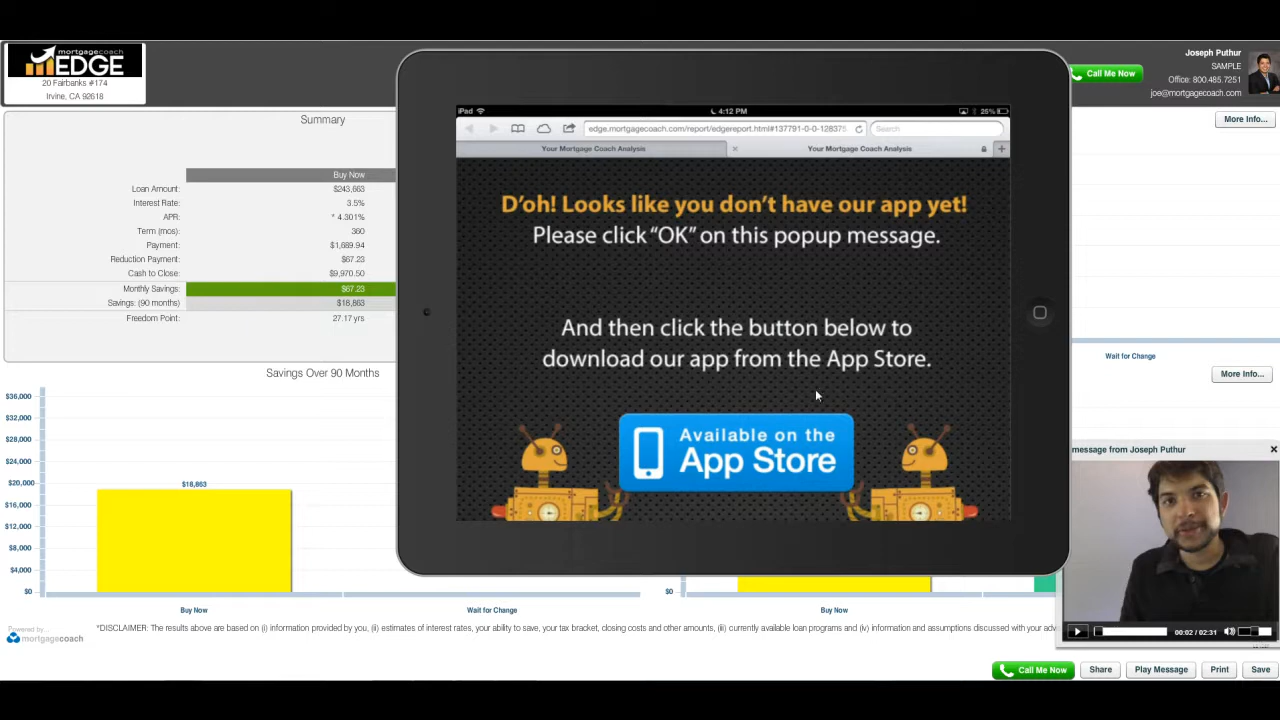 mortgagecoach
EDGE
20 Fairbanks #174
Irvine, CA 92618
Call Me Now
Joseph Puthur
SAMPLE
Office: 800.485.7251
joe@mortgagecoach.com
Summary
More Info...
Buy Now
Loan Amount: $243,663
Interest Rate: 3.5%
APR: * 4.301%
Term (mos): 360
Payment: $1,689.94
Reduction Payment: $67.23
Cash to Close: $9,970.50
Monthly Savings: $67.23
Savings: (90 months) $18,863
Freedom Point: 27.17 yrs
iPad
4:12 PM
25%
edge.mortgagecoach.com/report/edgereport.html#137791-0-0-128375
Search
Your Mortgage Coach Analysis
Your Mortgage Coach Analysis
D'oh! Looks like you don't have our app yet!
Please click "OK" on this popup message.
And then click the button below to
download our app from the App Store.
Available on the
App Store
Wait for Change
More Info...
Savings Over 90 Months
$36,000
$32,000
$28,000
$24,000
$20,000
$16,000
$12,000
$8,000
$4,000
$0
$18,863
Buy Now
Wait for Change
$0
Buy Now
message from Joseph Puthur
00:02 / 02:31
Powered by...
mortgagecoach
*DISCLAIMER: The results above are based on (i) information provided by you, (ii) estimates of interest rates, your ability to save, your tax bracket, closing costs and other amounts, (iii) currently available loan programs and (iv) information and assumptions discussed with your
Call Me Now
Share
Play Message
Print
Save